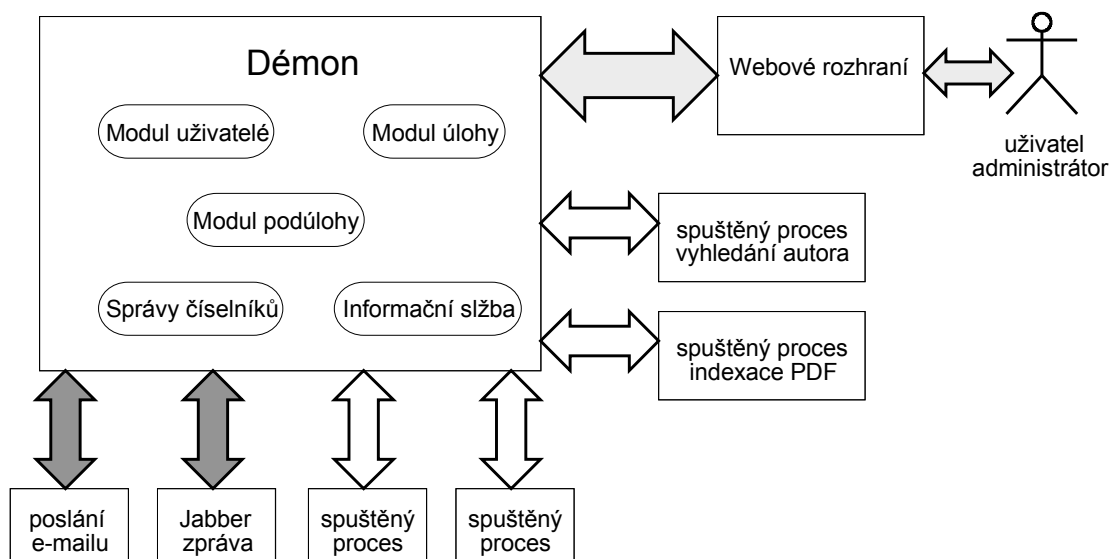 Démon
Webové rozhraní
Modul uživatelé
Modul úlohy
uživatel
administrátor
Modul podúlohy
spuštěný proces
vyhledání autora
Správy číselníků
Informační slžba
spuštěný proces
indexace PDF
poslání
e-mailu
Jabber
zpráva
spuštěný
proces
spuštěný
proces